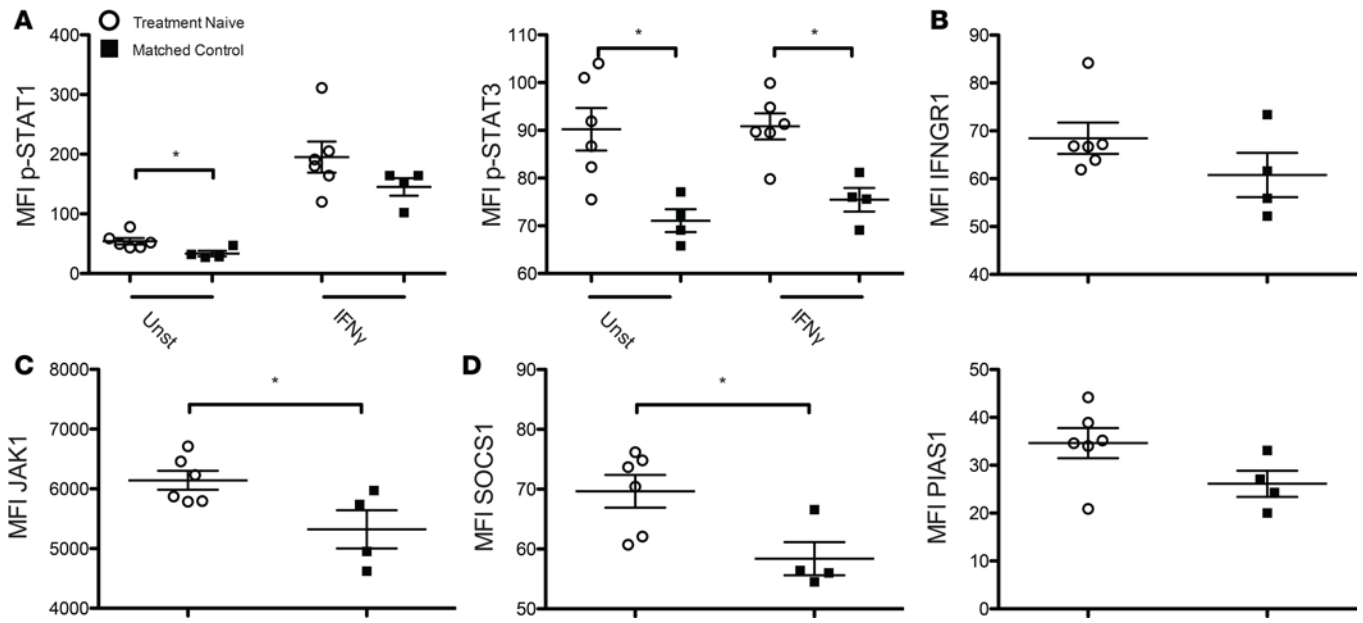 A
Treatment Naive
Matched Control
MFI p-STAT1
400
300
200
100
0
*
Unst
IFNγ
MFI p-STAT3
110
100
90
80
70
60
*
*
Unst
IFNγ
B
MFI IFNGR1
90
80
70
60
50
40
C
MFI JAK1
8000
7000
6000
5000
4000
*
D
MFI SOCS1
90
80
70
60
50
*
MFI PIAS1
50
40
30
20
10
0